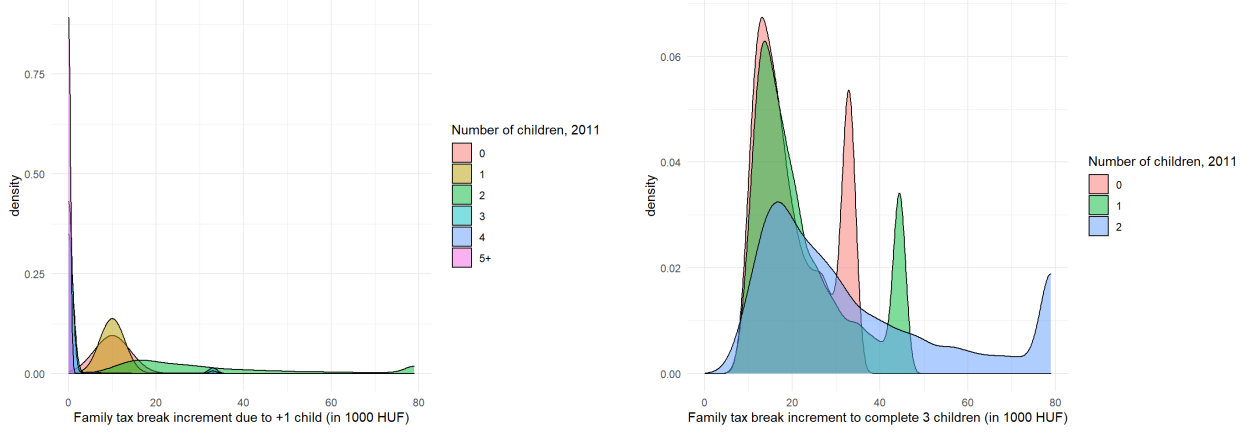 density
0.75
0.50
0.25
0.00
0 20 40 60 80
Family tax break increment due to +1 child (in 1000 HUF)
Number of children, 2011
0
1
2
3
4
5+
density
0.06
0.04
0.02
0.00
0 20 40 60 80
Family tax break increment to complete 3 children (in 1000 HUF)
Number of children, 2011
0
1
2